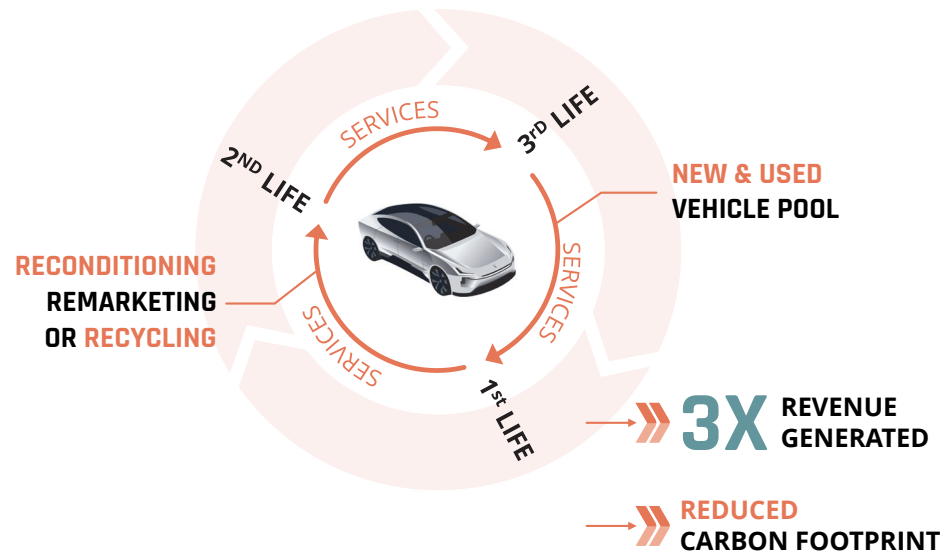 SERVICES
3rD LIFE
2ND LIFE
NEW & USED
VEHICLE POOL
SERVICES
RECONDITIONING
REMARKETING
OR RECYCLING
SERVICES
1st LIFE
3X REVENUE
GENERATED
REDUCED
CARBON FOOTPRINT